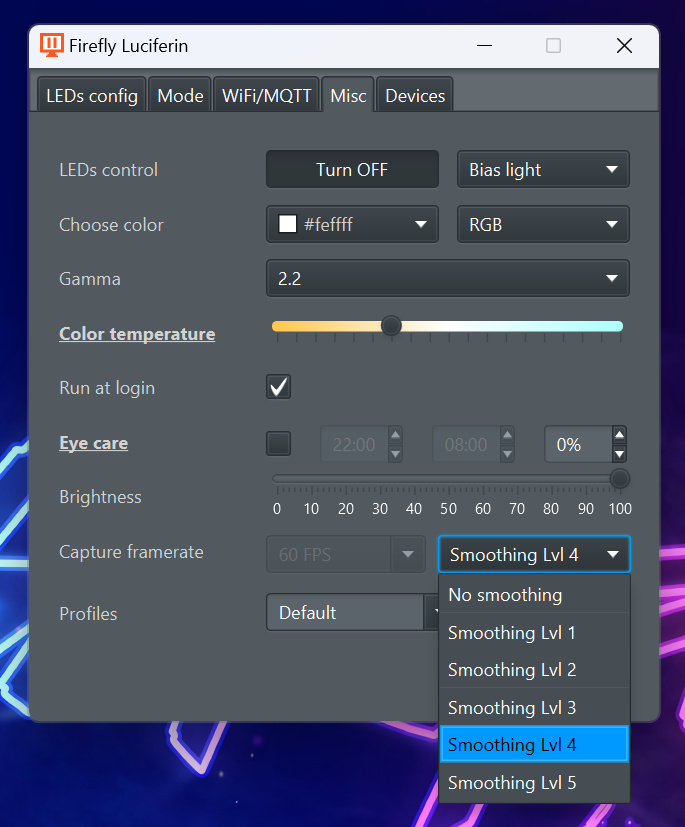 Firefly Luciferin
LEDs config Mode WiFi/MQTT Misc Devices
LEDs control Turn OFF Bias light
Choose color #feffff RGB
Gamma 2.2
Color temperature
Run at login
Eye care 22:00 08:00 0%
Brightness
0 10 20 30 40 50 60 70 80 90 100
Capture framerate 60 FPS Smoothing Lvl 4
No smoothing
Profiles Default
Smoothing Lvl 1
Smoothing Lvl 2
Smoothing Lvl 3
Smoothing Lvl 4
Smoothing Lvl 5